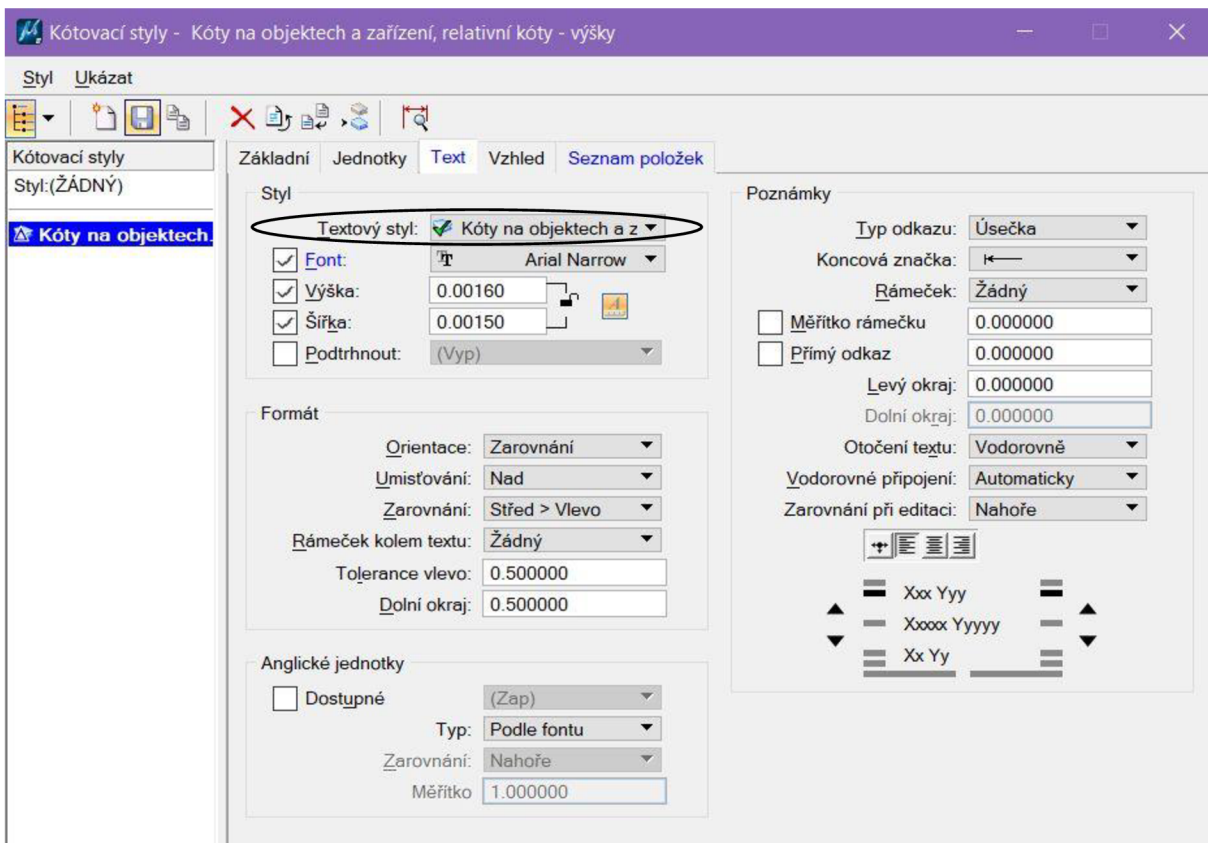 Kótovací styly - Kóty na objektech a zařízení, relativní kóty - výšky
Styl Ukázat
Kótovací styly
Styl:(ŽÁDNÝ)
Kóty na objektech.
Základní Jednotky Text Vzhled Seznam položek
Styl
Textový styl: Kóty na objektech a z
Font: Arial Narrow
Výška: 0.00160
Šířka: 0.00150
Podtrhnout: (Vyp)
Formát
Orientace: Zarovnání
Umisťování: Nad
Zarovnání: Střed > Vlevo
Rámeček kolem textu: Žádný
Tolerance vlevo: 0.500000
Dolní okraj: 0.500000
Anglické jednotky
Dostupné (Zap)
Typ: Podle fontu
Zarovnání: Nahoře
Měřítko 1.000000
Poznámky
Typ odkazu: Úsečka
Koncová značka:
Rámeček: Žádný
Měřítko rámečku 0.000000
Přímý odkaz 0.000000
Levý okraj: 0.000000
Dolní okraj: 0.000000
Otočení textu: Vodorovně
Vodorovné připojení: Automaticky
Zarovnání při editaci: Nahoře
Xxx Yyy
Xxxxx Yyyyy
Xx Yy